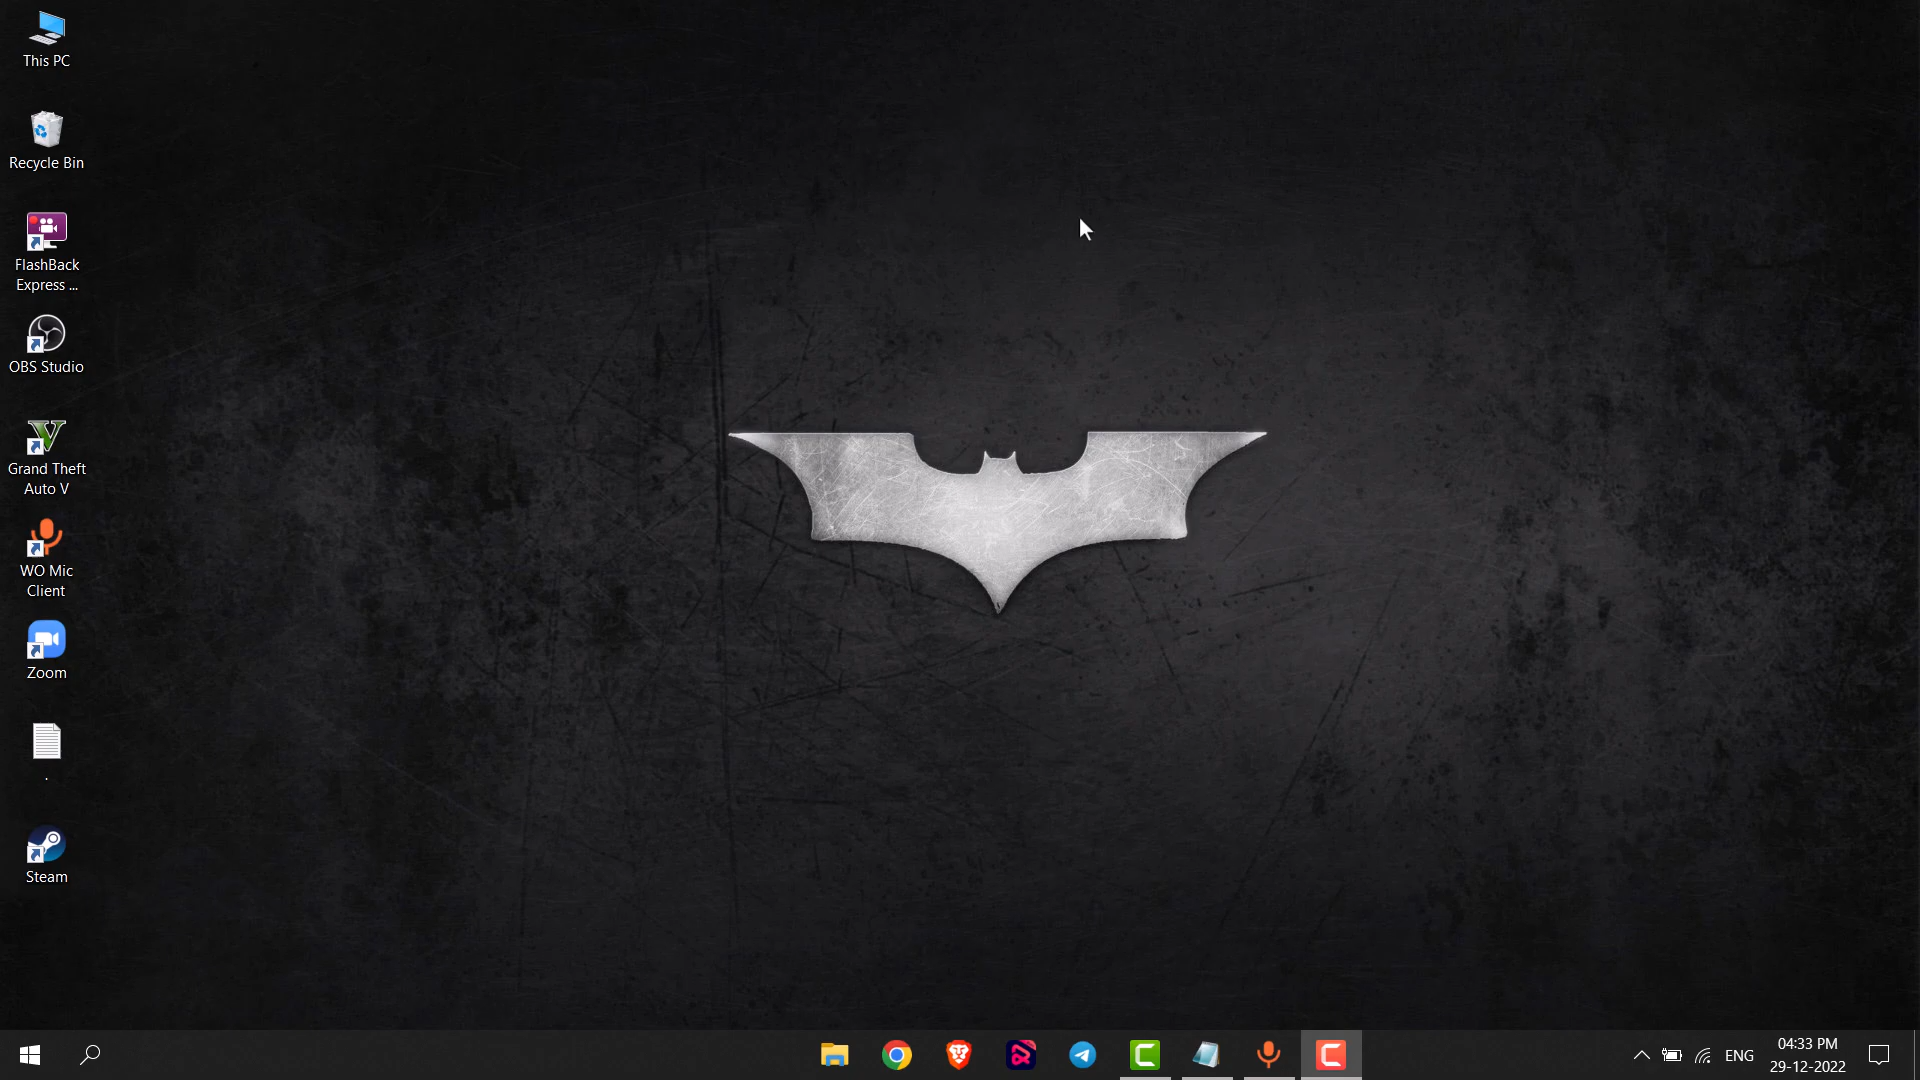 This PC
Recycle Bin
FlashBack
Express ...
OBS Studio
Grand Theft
Auto V
WO Mic
Client
Zoom
.
Steam
ENG
04:33 PM
29-12-2022